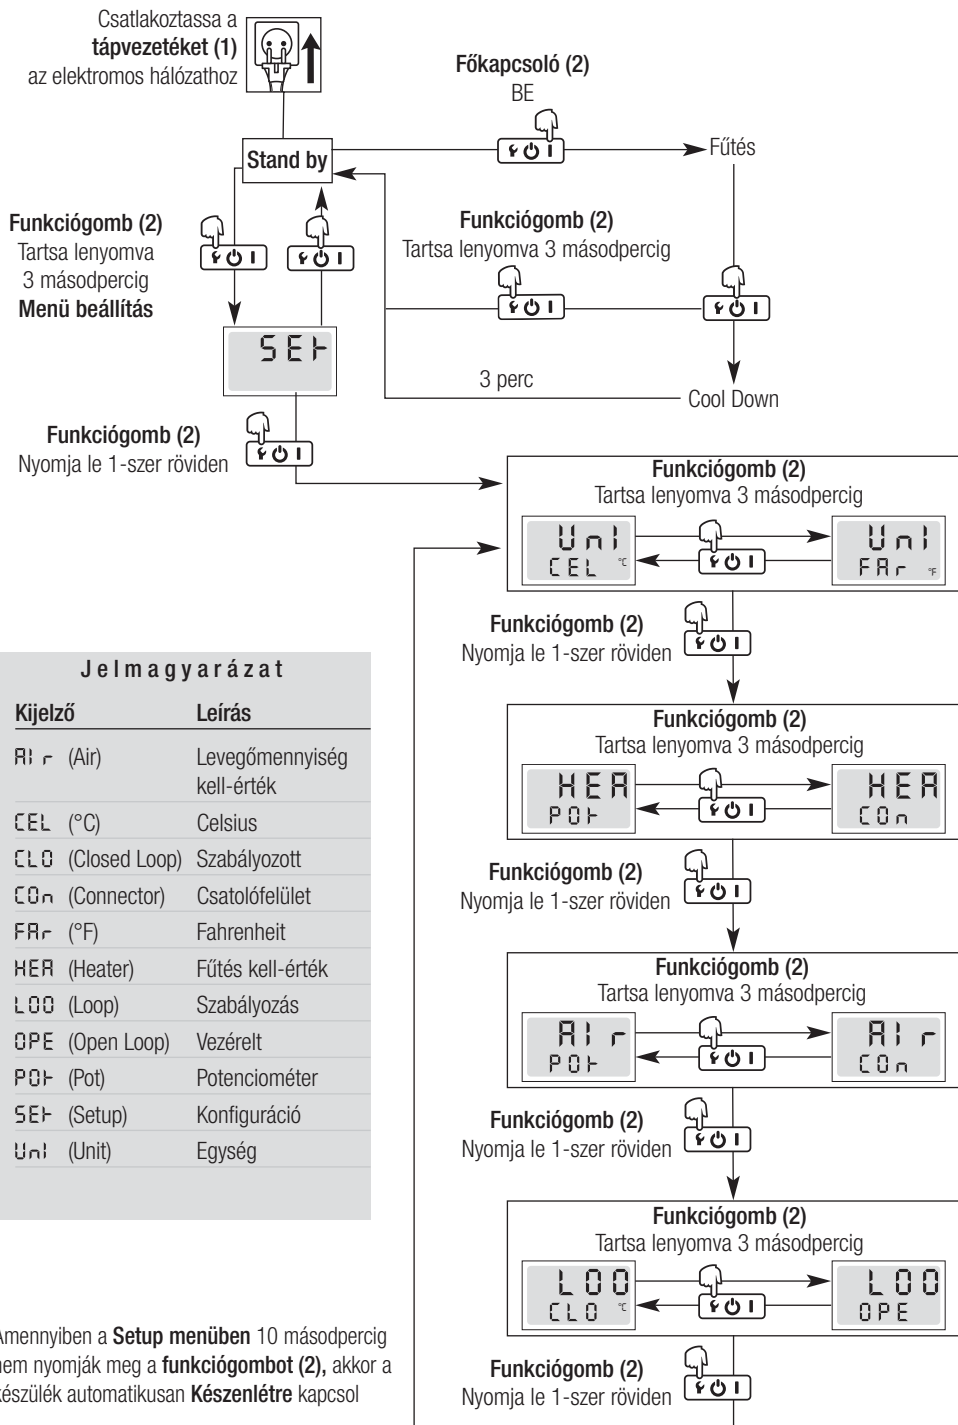 Csatlakoztassa a
tápvezetéket (1)
az elektromos hálózathoz
Főkapcsoló (2)
BE
Stand by
Fűtés
Funkciógomb (2)
Tartsa lenyomva
3 másodpercig
Menü beállítás
Funkciógomb (2)
Tartsa lenyomva 3 másodpercig
SEt
3 perc
Cool Down
Funkciógomb (2)
Nyomja le 1-szer röviden
Funkciógomb (2)
Tartsa lenyomva 3 másodpercig
UnI
CEL °C
UnI
FAr °F
Funkciógomb (2)
Nyomja le 1-szer röviden
Funkciógomb (2)
Tartsa lenyomva 3 másodpercig
HEA
POt
HEA
COn
Funkciógomb (2)
Nyomja le 1-szer röviden
Funkciógomb (2)
Tartsa lenyomva 3 másodpercig
AIr
POt
AIr
COn
Funkciógomb (2)
Nyomja le 1-szer röviden
Funkciógomb (2)
Tartsa lenyomva 3 másodpercig
LOO
CLO °C
LOO
OPE
Funkciógomb (2)
Nyomja le 1-szer röviden
Jelmagyarázat
Kijelző Leírás
AIr (Air) Levegőmennyiség
kell-érték
CEL (°C) Celsius
CLO (Closed Loop) Szabályozott
COn (Connector) Csatolófelület
FAr (°F) Fahrenheit
HEA (Heater) Fűtés kell-érték
LOO (Loop) Szabályozás
OPE (Open Loop) Vezérelt
POt (Pot) Potenciométer
SEt (Setup) Konfiguráció
UnI (Unit) Egység
Amennyiben a Setup menüben 10 másodpercig
nem nyomják meg a funkciógombot (2), akkor a
készülék automatikusan Készenlétre kapcsol